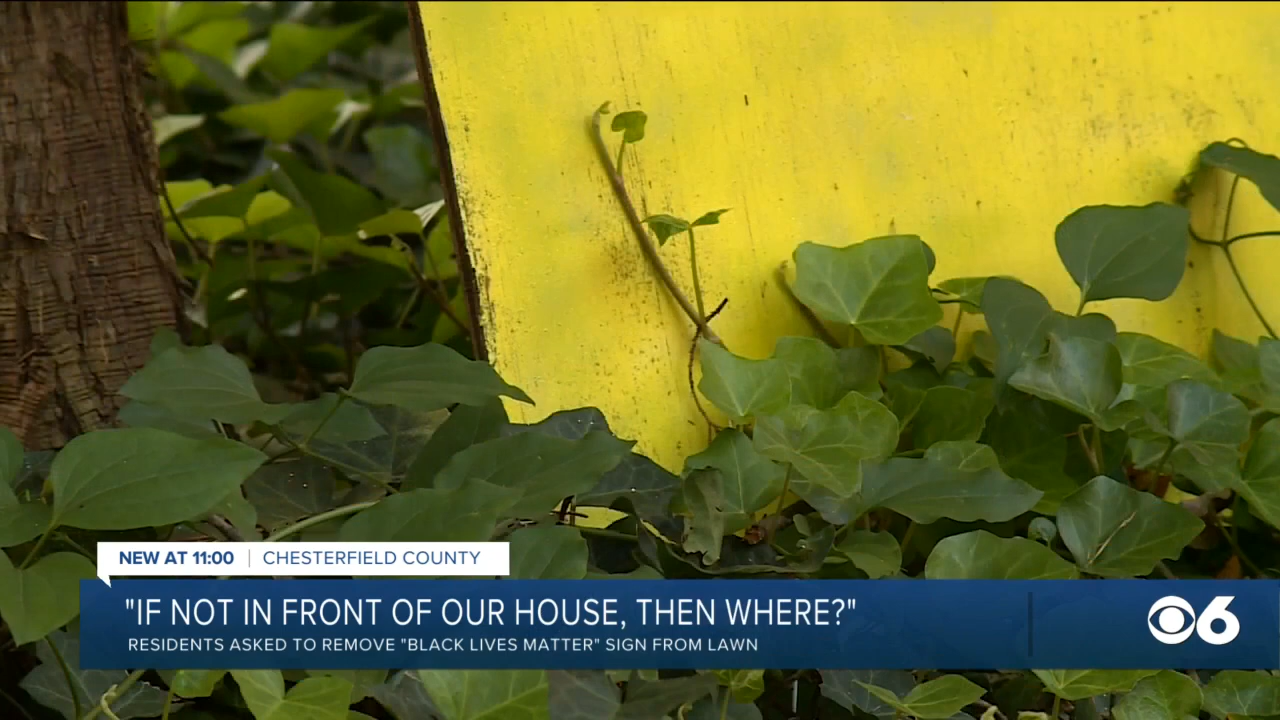 NEW AT 11:00 | CHESTERFIELD COUNTY
"IF NOT IN FRONT OF OUR HOUSE, THEN WHERE?"
RESIDENTS ASKED TO REMOVE "BLACK LIVES MATTER" SIGN FROM LAWN
6